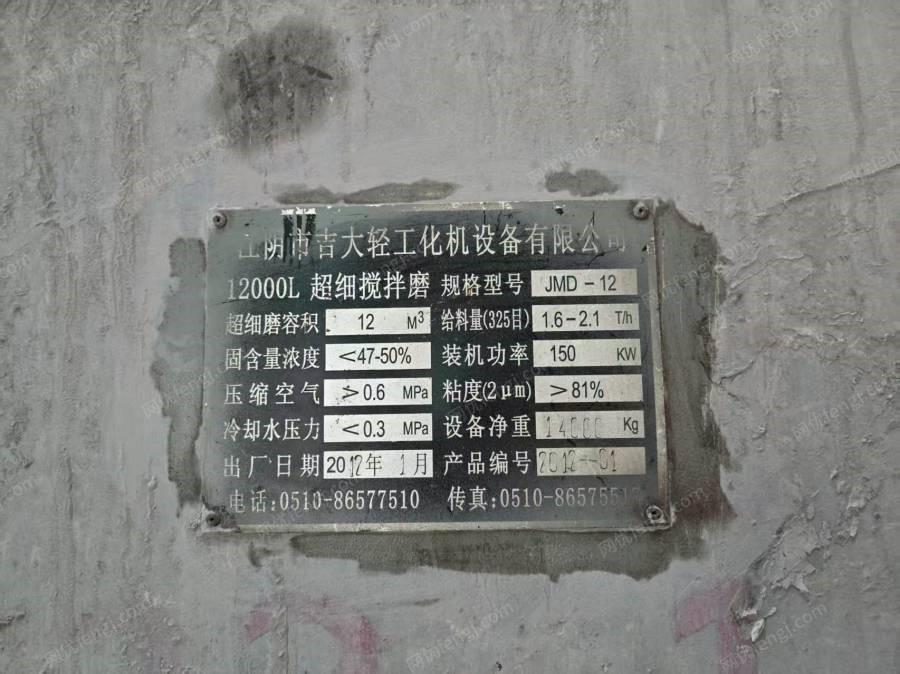 江阴市吉大轻工化机设备有限公司
12000L 超细搅拌磨 规格型号 JMD-12
超细磨容积 12 M³ 给料量(325目) 1.6-2.1 T/h
固含量浓度 <47-50% 装机功率 150 KW
压缩空气 >0.6 MPa 粘度(2μm) >81%
冷却水压力 <0.3 MPa 设备净重 14000 Kg
出厂日期 2012年 1月 产品编号 2012--01
电话:0510-86577510 传真:0510-86575517